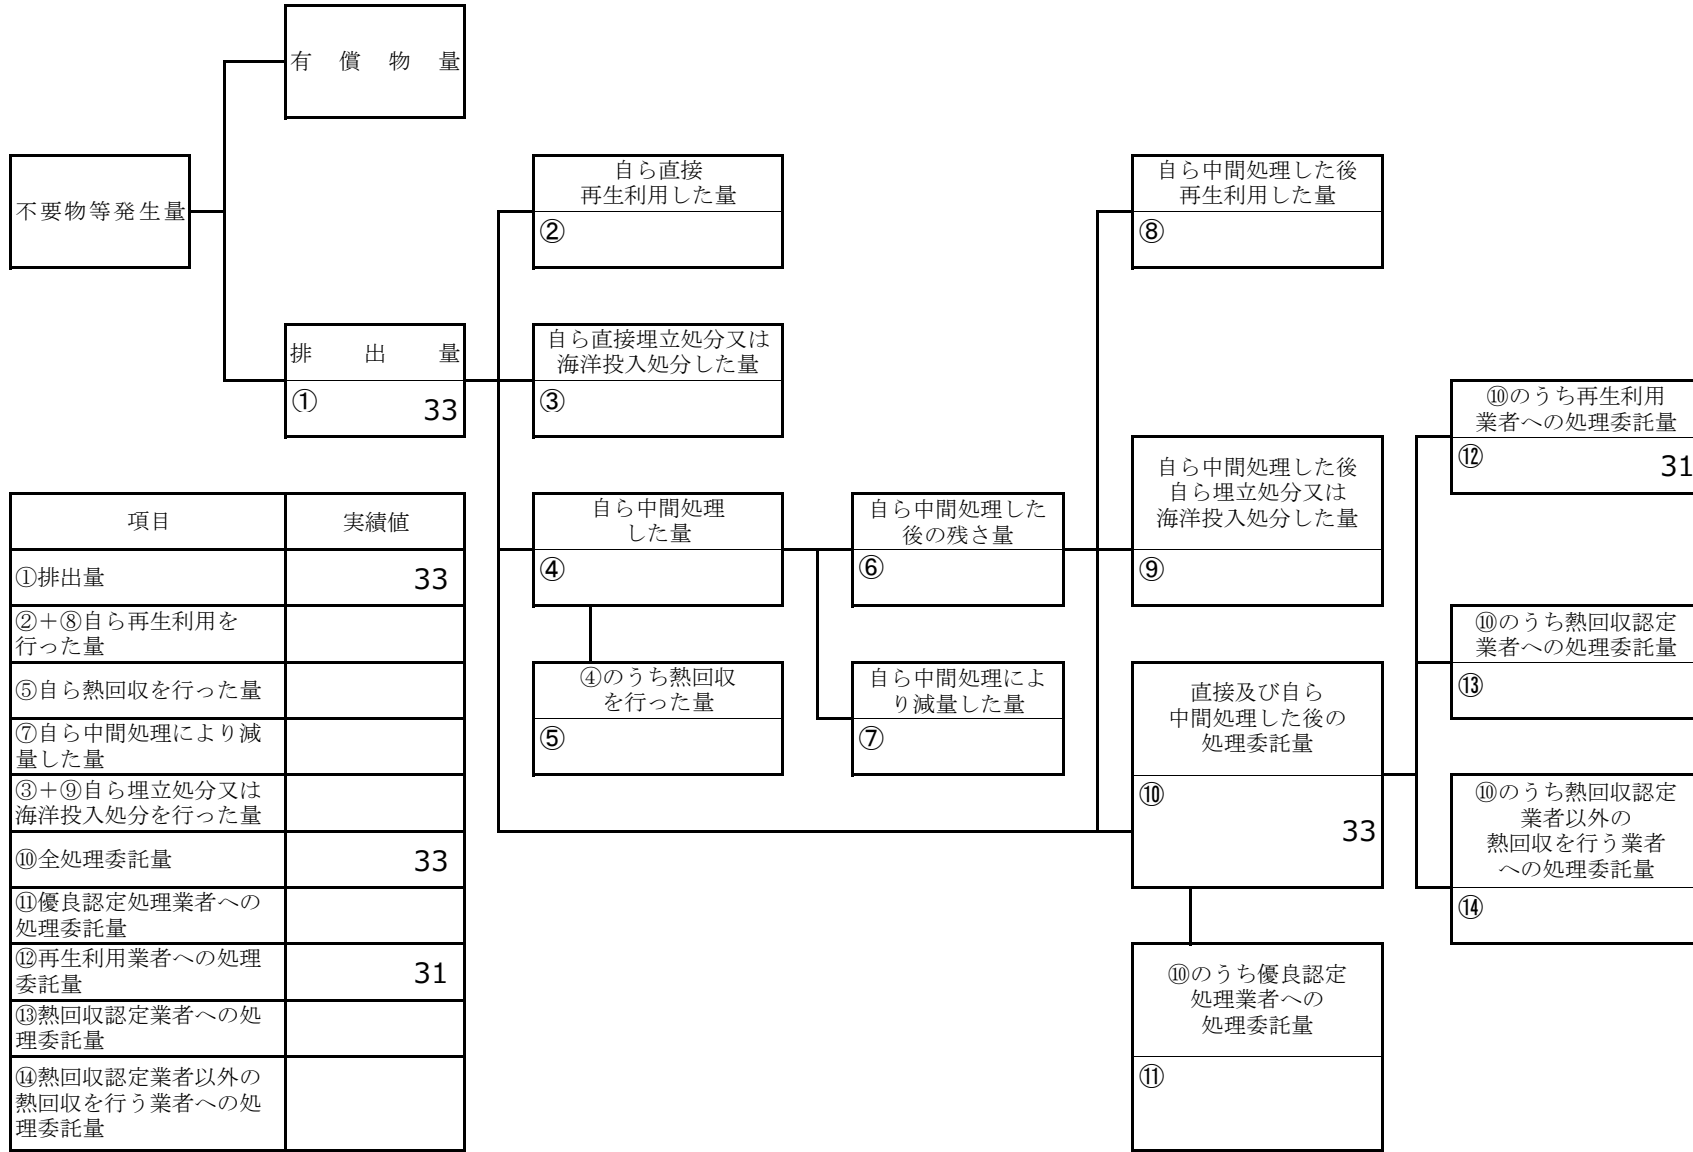 有償物量
不要物等発生量
自ら直接
再生利用した量
②
自ら中間処理した後
再生利用した量
⑧
排出量
① 33
自ら直接埋立処分又は
海洋投入処分した量
③
⑩のうち再生利用
業者への処理委託量
⑫ 31
自ら中間処理した後
自ら埋立処分又は
海洋投入処分した量
⑨
自ら中間処理
した量
④
自ら中間処理した
後の残さ量
⑥
④のうち熱回収
を行った量
⑤
自ら中間処理によ
り減量した量
⑦
直接及び自ら
中間処理した後の
処理委託量
⑩
33
⑩のうち熱回収認定
業者への処理委託量
⑬
⑩のうち熱回収認定
業者以外の
熱回収を行う業者
への処理委託量
⑭
⑩のうち優良認定
処理業者への
処理委託量
⑪
項目 実績値
①排出量 33
②+⑧自ら再生利用を
行った量
⑤自ら熱回収を行った量
⑦自ら中間処理により減
量した量
③+⑨自ら埋立処分又は
海洋投入処分を行った量
⑩全処理委託量 33
⑪優良認定処理業者への
処理委託量
⑫再生利用業者への処理
委託量 31
⑬熱回収認定業者への処
理委託量
⑭熱回収認定業者以外の
熱回収を行う業者への処
理委託量